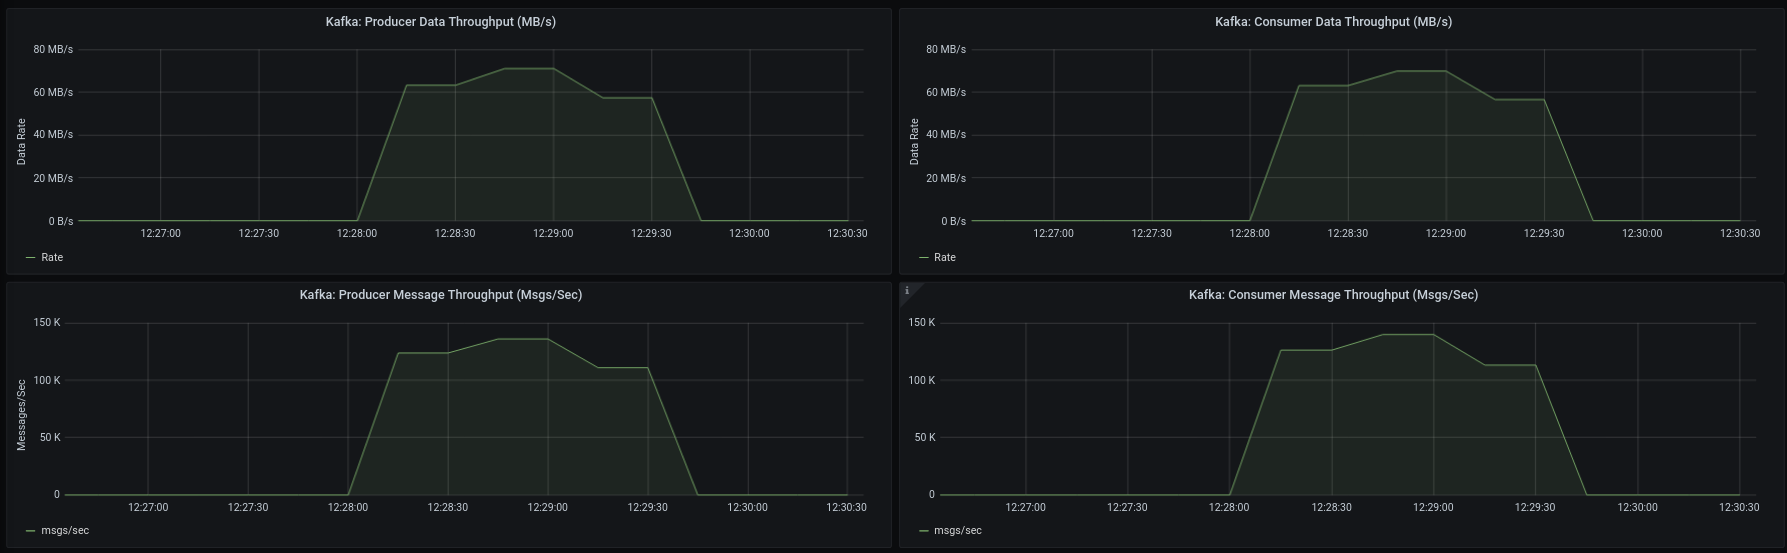 Kafka: Producer Data Throughput (MB/s)
80 MB/s
60 MB/s
40 MB/s
20 MB/s
0 B/s
Data Rate
12:27:00 12:27:30 12:28:00 12:28:30 12:29:00 12:29:30 12:30:00 12:30:30
Rate
Kafka: Consumer Data Throughput (MB/s)
80 MB/s
60 MB/s
40 MB/s
20 MB/s
0 B/s
Data Rate
12:27:00 12:27:30 12:28:00 12:28:30 12:29:00 12:29:30 12:30:00 12:30:30
Rate
Kafka: Producer Message Throughput (Msgs/Sec)
150 K
100 K
50 K
0
Messages/Sec
12:27:00 12:27:30 12:28:00 12:28:30 12:29:00 12:29:30 12:30:00 12:30:30
msgs/sec
i
Kafka: Consumer Message Throughput (Msgs/Sec)
150 K
100 K
50 K
0
12:27:00 12:27:30 12:28:00 12:28:30 12:29:00 12:29:30 12:30:00 12:30:30
msgs/sec